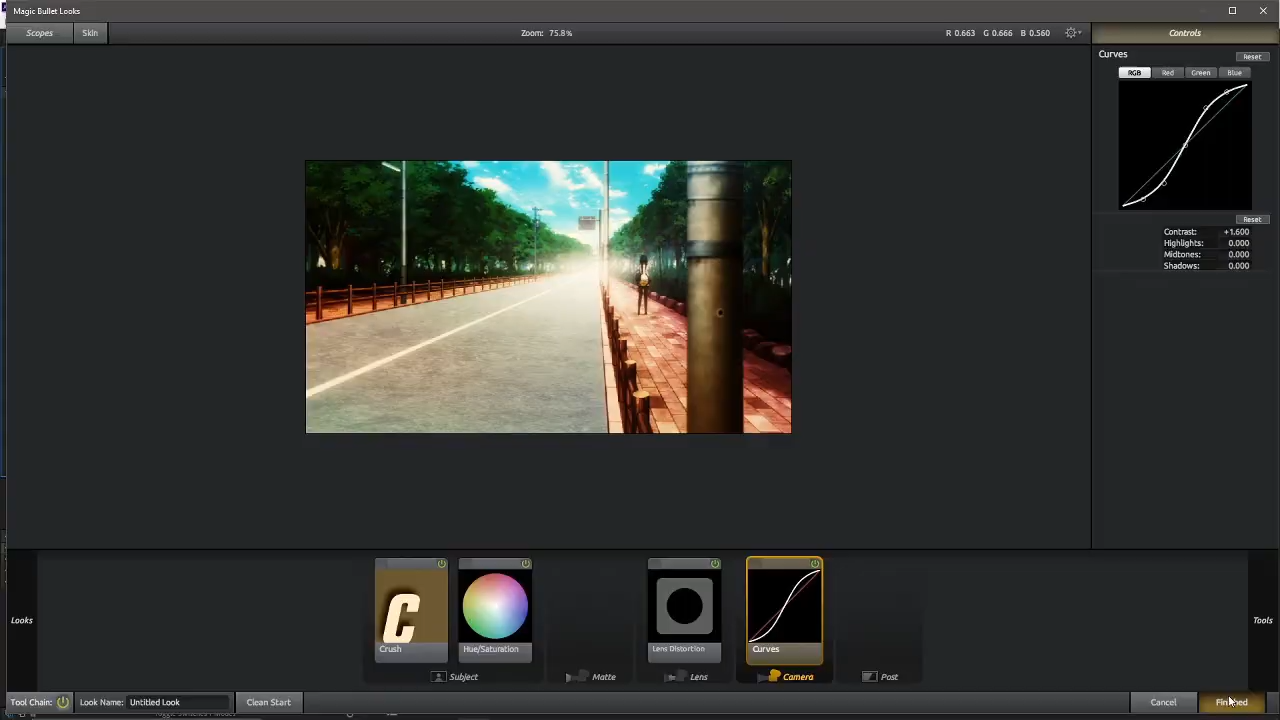 Magic Bullet Looks
Scopes
Skin
Zoom: 75.8%
R 0.663 G 0.666 B 0.560
Controls
Curves
Reset
RGB Red Green Blue
Reset
Contrast: +1.600
Highlights: 0.000
Midtones: 0.000
Shadows: 0.000
Looks
C
Crush
Hue/Saturation
Lens Distortion
Curves
Tools
Subject
Matte
Lens
Camera
Post
Tool Chain:
Look Name: Untitled Look
Clean Start
Cancel
Finished